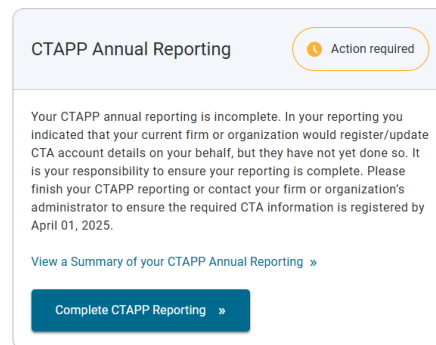 CTAPP Annual Reporting
Action required
Your CTAPP annual reporting is incomplete. In your reporting you
indicated that your current firm or organization would register/update
CTA account details on your behalf, but they have not yet done so. It
is your responsibility to ensure your reporting is complete. Please
finish your CTAPP reporting or contact your firm or organization's
administrator to ensure the required CTA information is registered by
April 01, 2025.
View a Summary of your CTAPP Annual Reporting »
Complete CTAPP Reporting »